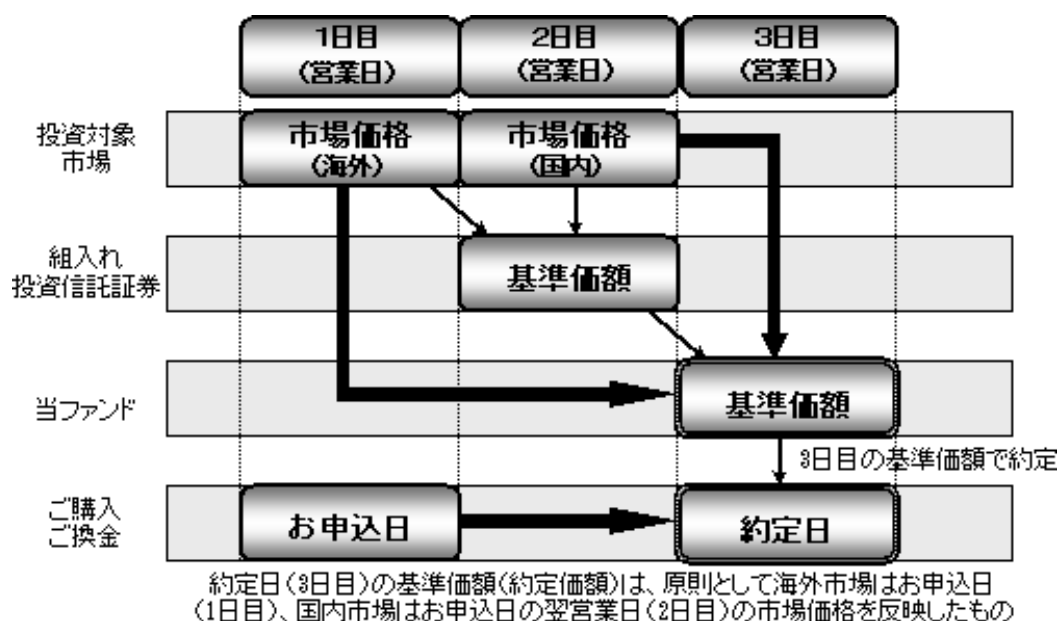 1日目
(営業日)
2日目
(営業日)
3日目
(営業日)
投資対象
市場
市場価格
(海外)
市場価格
(国内)
組入れ
投資信託証券
基準価額
当ファンド
基準価額
3日目の基準価額で約定
ご購入
ご換金
お申込日
約定日
約定日(3日目)の基準価額(約定価額)は、原則として海外市場はお申込日
(1日目)、国内市場はお申込日の翌営業日(2日目)の市場価格を反映したもの